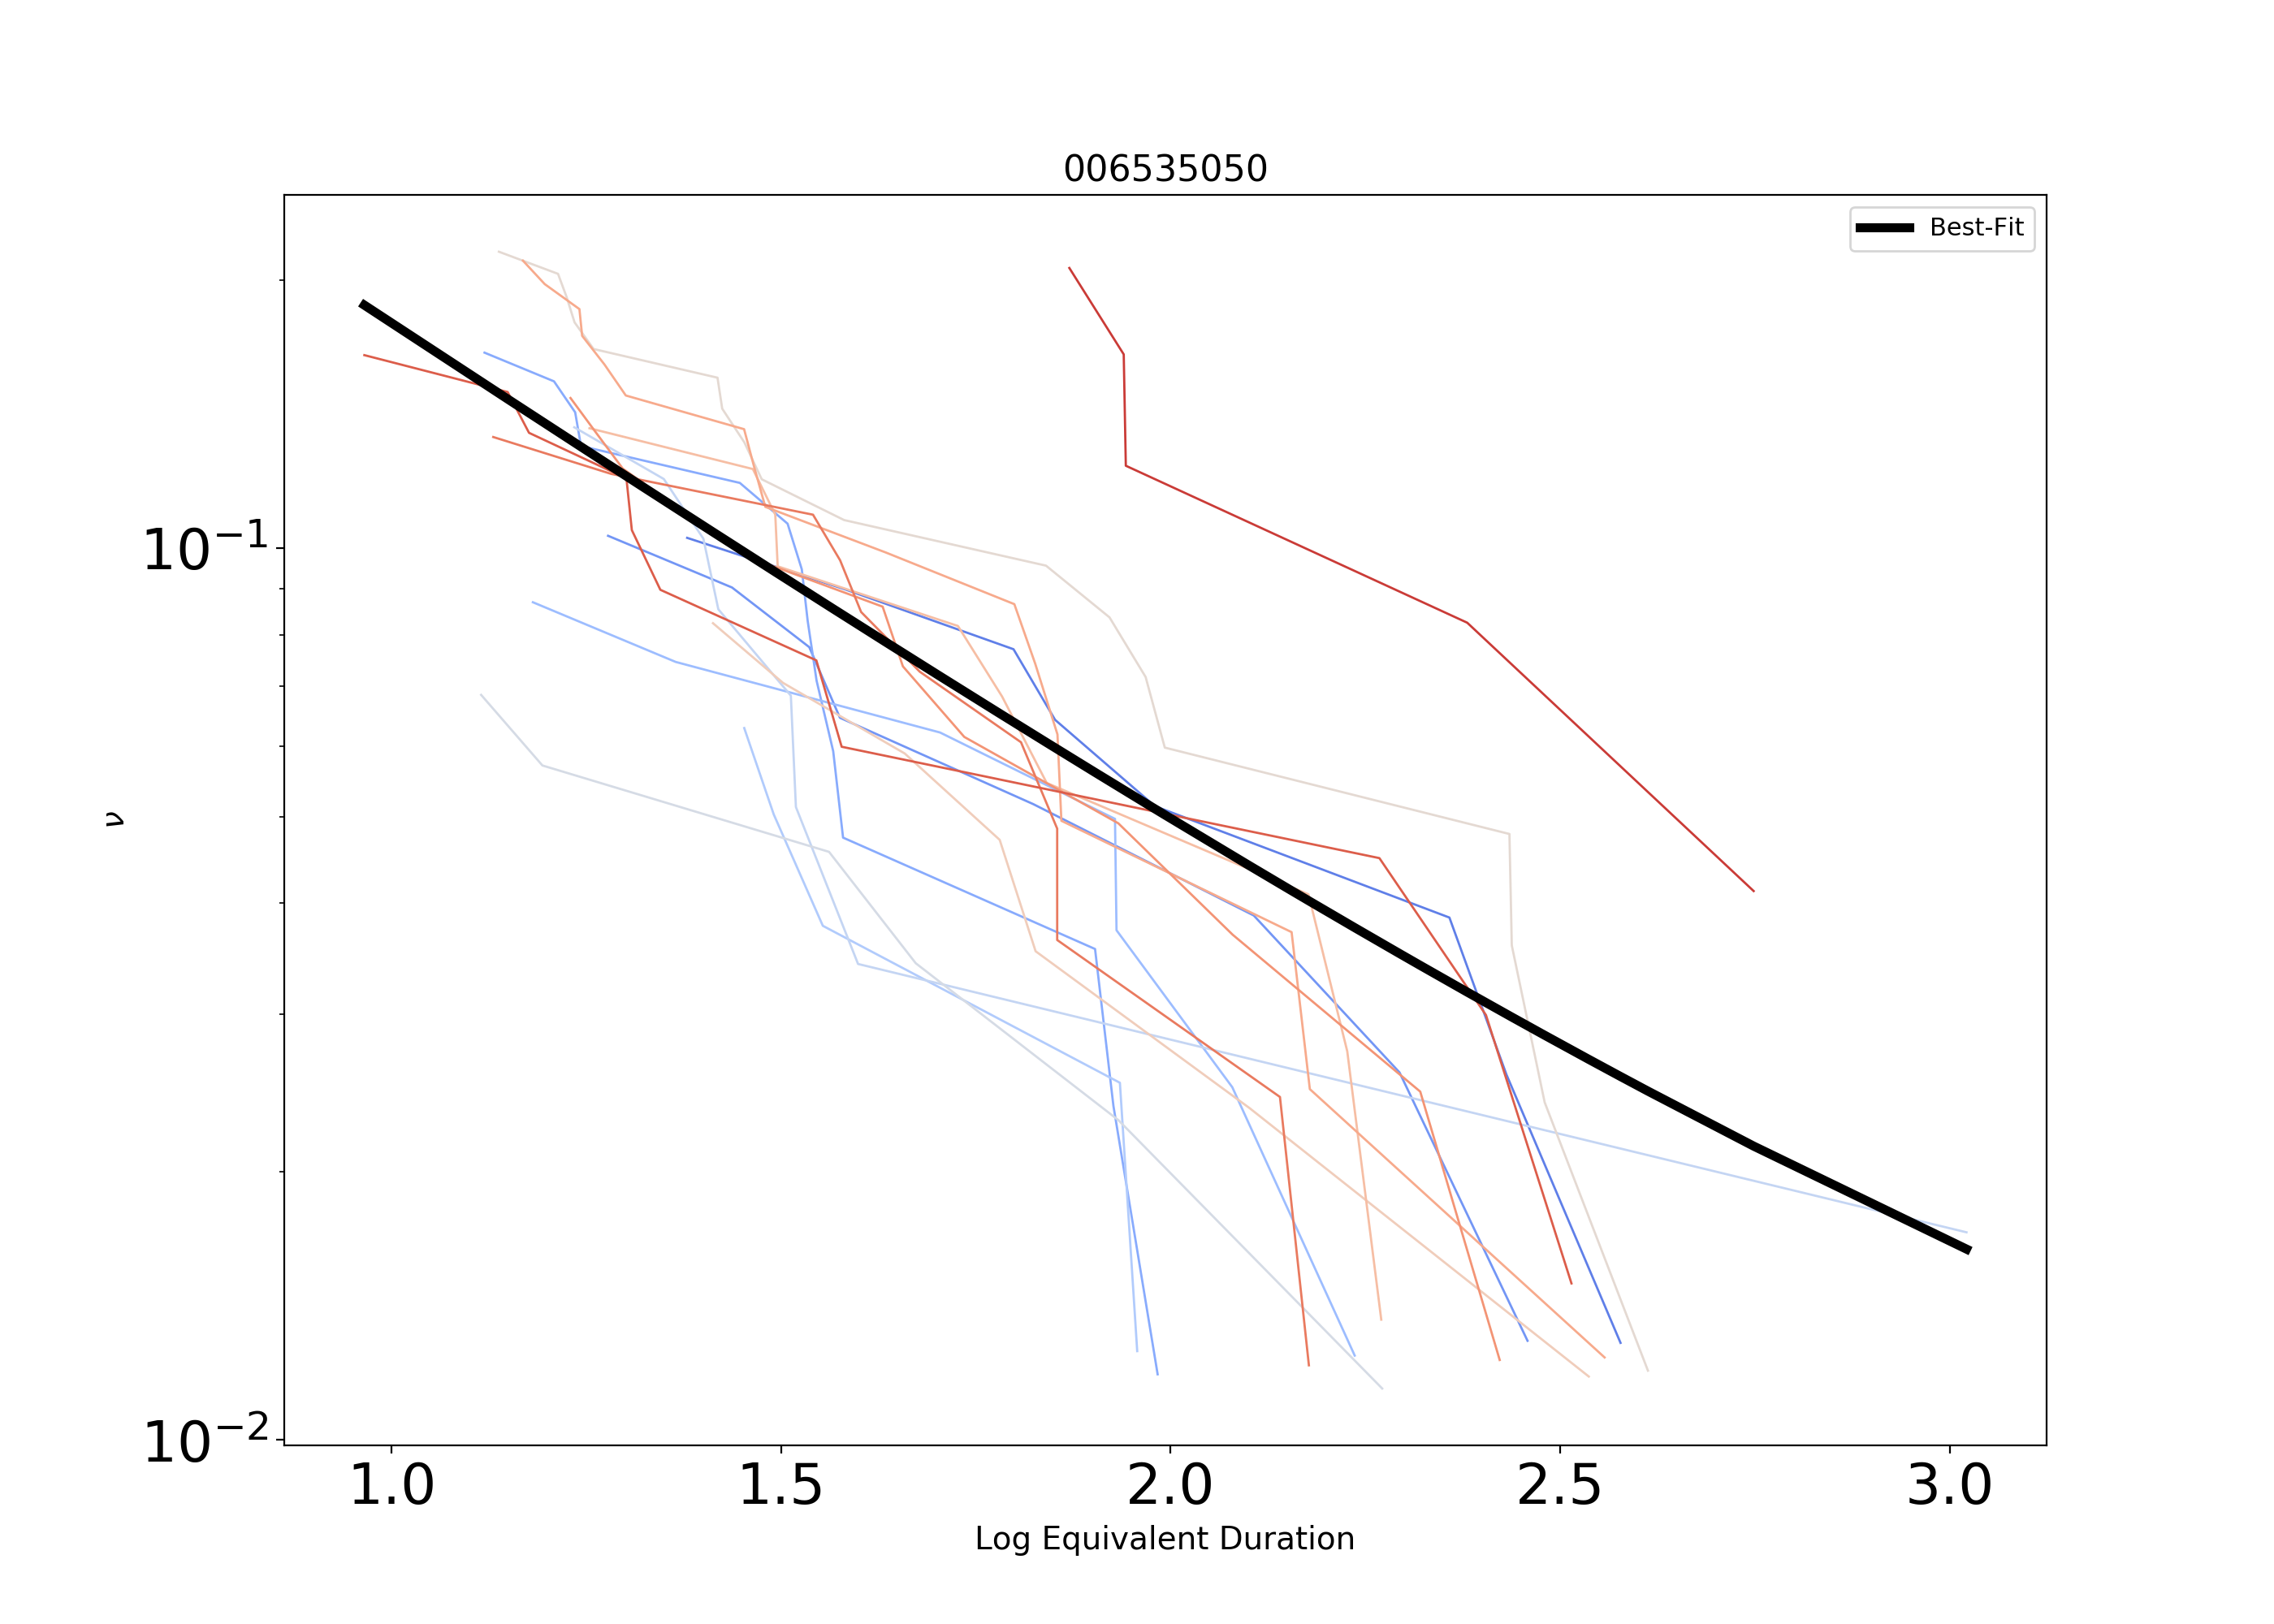 006535050
Best-Fit
10⁻¹
ν
10⁻²
1.0 1.5 2.0 2.5 3.0
Log Equivalent Duration